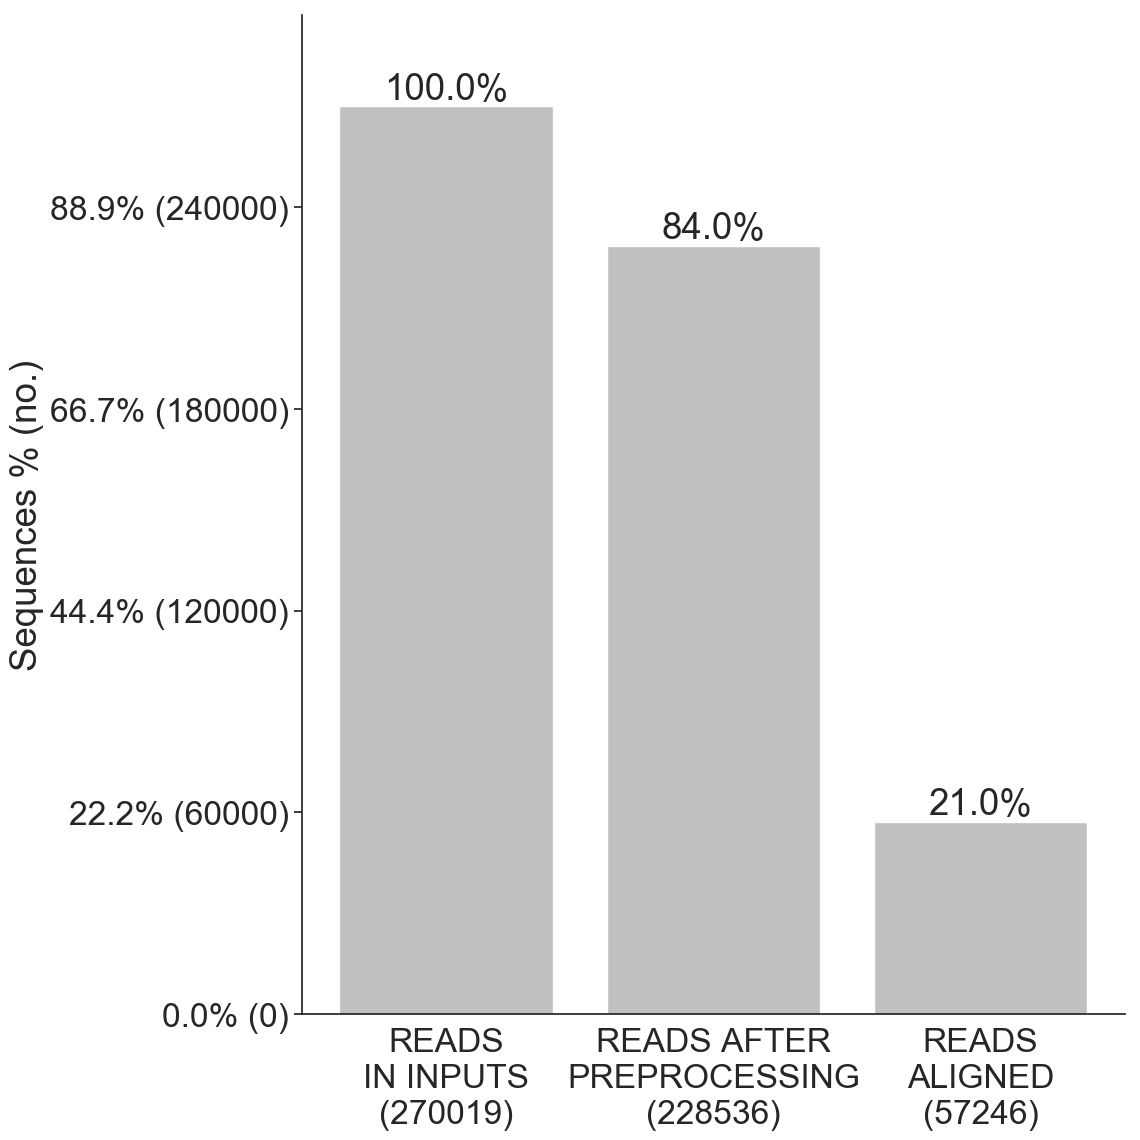 Sequences % (no.)
100.0%
88.9% (240000)
84.0%
66.7% (180000)
44.4% (120000)
22.2% (60000)
21.0%
0.0% (0)
READS
IN INPUTS
(270019)
READS AFTER
PREPROCESSING
(228536)
READS
ALIGNED
(57246)